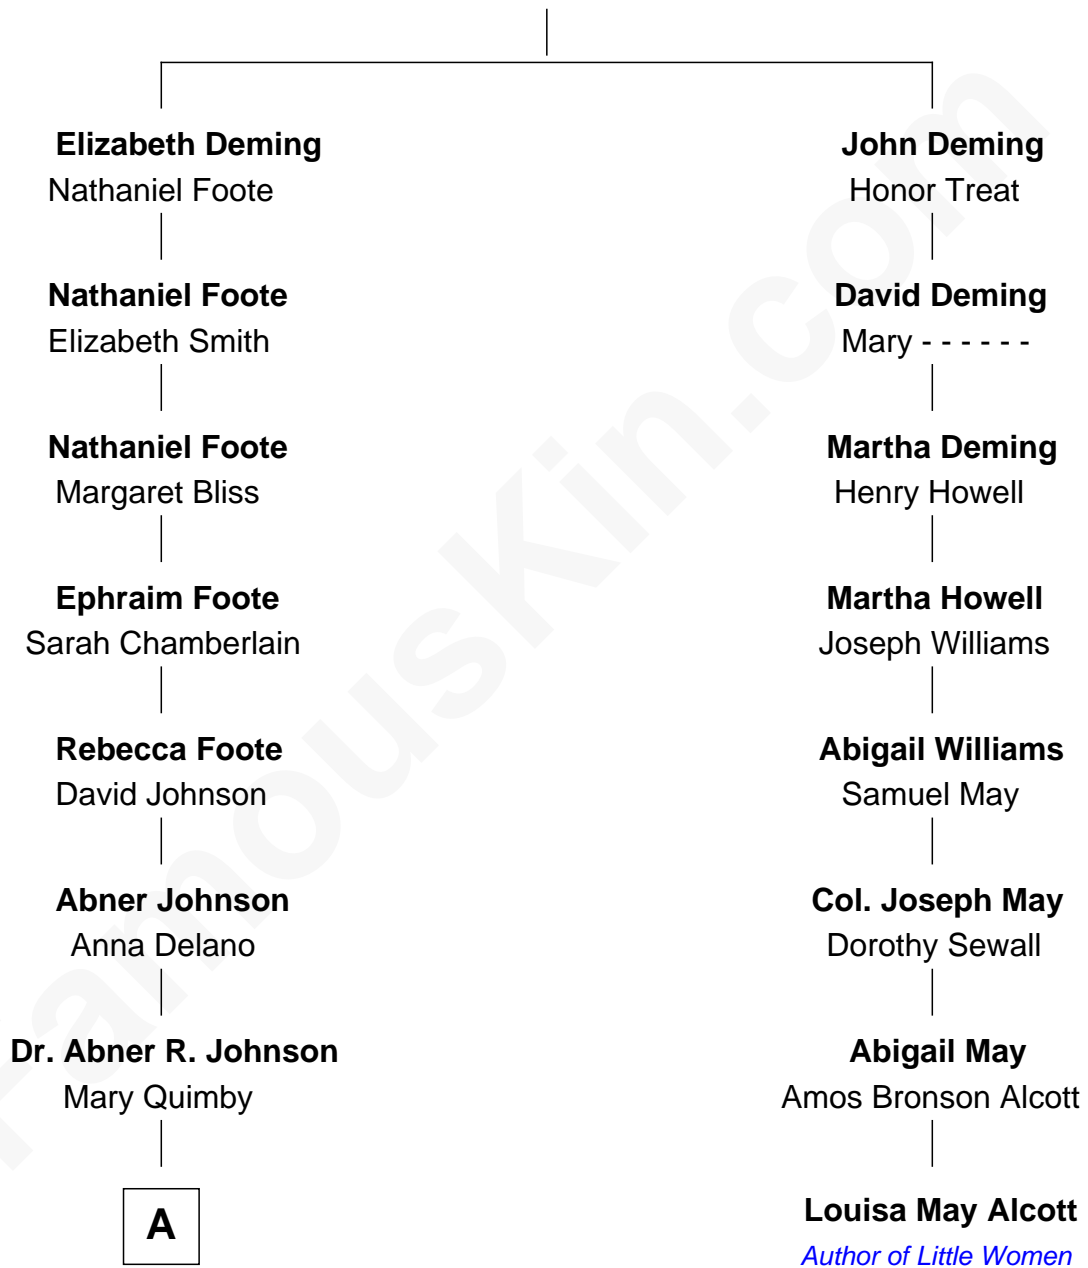 Elizabeth Deming
Nathaniel Foote
Nathaniel Foote
Elizabeth Smith
Nathaniel Foote
Margaret Bliss
Ephraim Foote
Sarah Chamberlain
Rebecca Foote
David Johnson
Abner Johnson
Anna Delano
Dr. Abner R. Johnson
Mary Quimby
A
John Deming
Honor Treat
David Deming
Mary - - - - - -
Martha Deming
Henry Howell
Martha Howell
Joseph Williams
Abigail Williams
Samuel May
Col. Joseph May
Dorothy Sewall
Abigail May
Amos Bronson Alcott
Louisa May Alcott
Author of Little Women
FamousKin.com